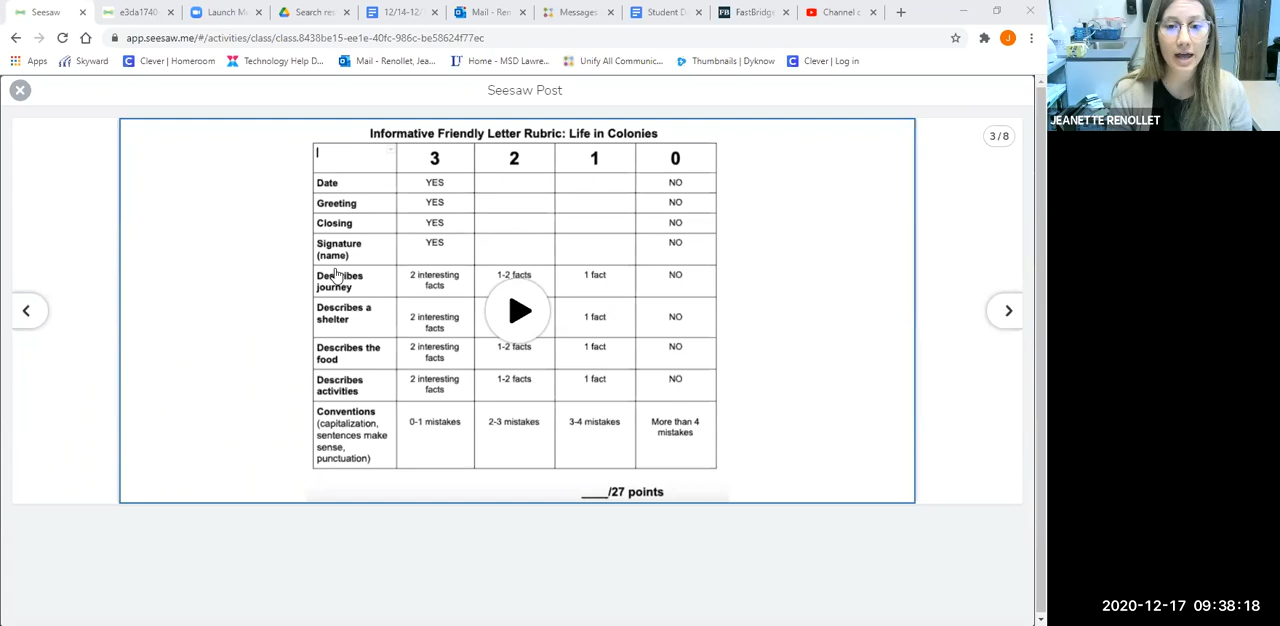 Seesaw
e3da1740
Launch Me
Search res
12/14-12/
Mail - Ren
Messages
Student D
FastBridg
Channel c
app.seesaw.me/#/activities/class/class.8438be15-ee1e-40fc-986c-be58624f77ec
J
Apps
Skyward
Clever | Homeroom
Technology Help D...
Mail - Renollet, Jea...
Home - MSD Lawre...
Unify All Communic...
Thumbnails | Dyknow
Clever | Log in
Seesaw Post
JEANETTE RENOLLET
3/8
Informative Friendly Letter Rubric: Life in Colonies
3 2 1 0
Date YES NO
Greeting YES NO
Closing YES NO
Signature YES NO
(name)
Describes 2 interesting 1-2 facts 1 fact NO
journey facts
Describes a
shelter 2 interesting 1 fact NO
facts
Describes the 2 interesting 1-2 facts 1 fact NO
food facts
Describes 2 interesting 1-2 facts 1 fact NO
activities facts
Conventions
(capitalization, 0-1 mistakes 2-3 mistakes 3-4 mistakes More than 4
sentences make mistakes
sense,
punctuation)
____/27 points
2020-12-17 09:38:18